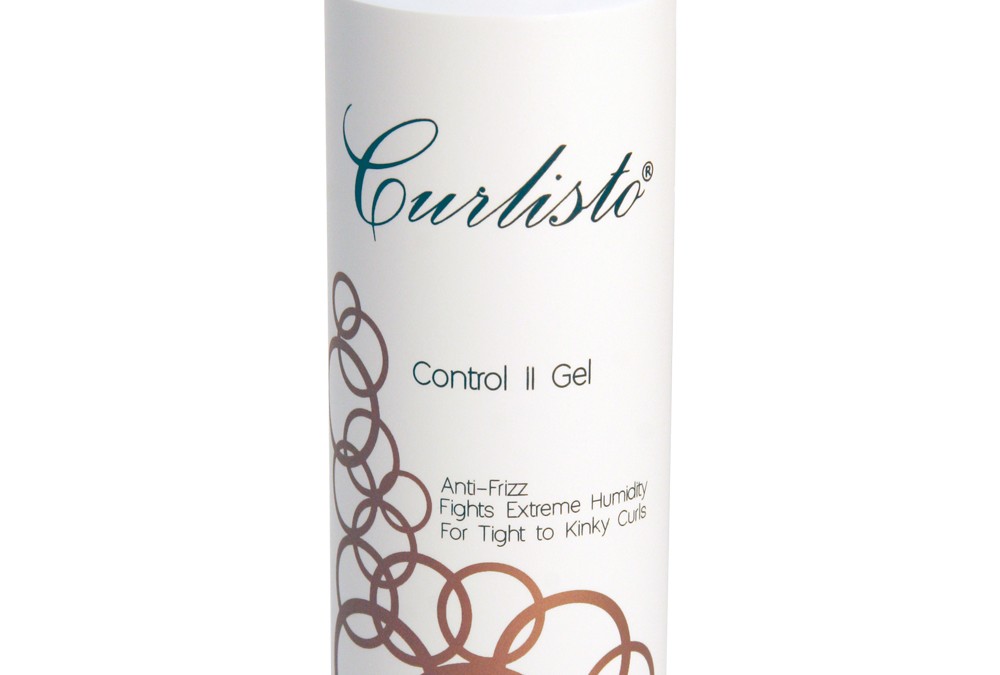 Curlisto®
Control II Gel
Anti-Frizz
Fights Extreme Humidity
For Tight to Kinky Curls